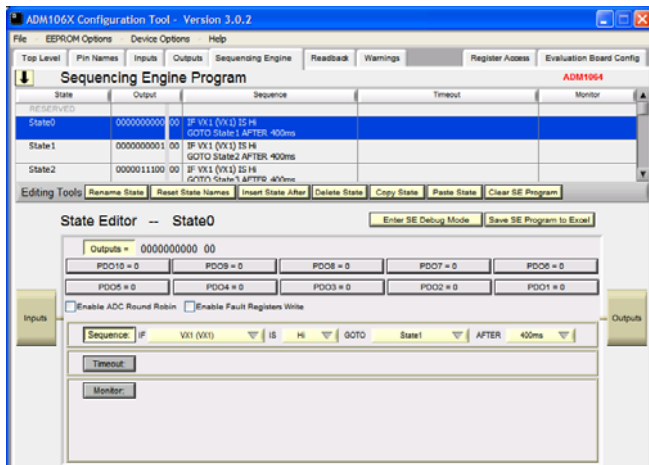 ADM106X Configuration Tool - Version 3.0.2
File EEPROM Options Device Options Help
Top Level Pin Names Inputs Outputs Sequencing Engine Readback Warnings Register Access Evaluation Board Config
Sequencing Engine Program ADM1064
State Output Sequence Timeout Monitor
RESERVED
State0 0000000000 00 IF VX1 (VX1) IS Hi
GOTO State1 AFTER 400ms
State1 0000000001 00 IF VX1 (VX1) IS Hi
GOTO State2 AFTER 400ms
State2 0000011100 00 IF VX1 (VX1) IS Hi
GOTO State3 AFTER 400ms
Editing Tools Rename State Reset State Names Insert State After Delete State Copy State Paste State Clear SE Program
State Editor -- State0 Enter SE Debug Mode Save SE Program to Excel
Outputs = 0000000000 00
PDO10 = 0 PDO9 = 0 PDO8 = 0 PDO7 = 0 PDO6 = 0
PDO5 = 0 PDO4 = 0 PDO3 = 0 PDO2 = 0 PDO1 = 0
Enable ADC Round Robin Enable Fault Registers Write
Inputs Outputs
Sequence: IF VX1 (VX1) IS Hi GOTO State1 AFTER 400ms
Timeout:
Monitor: